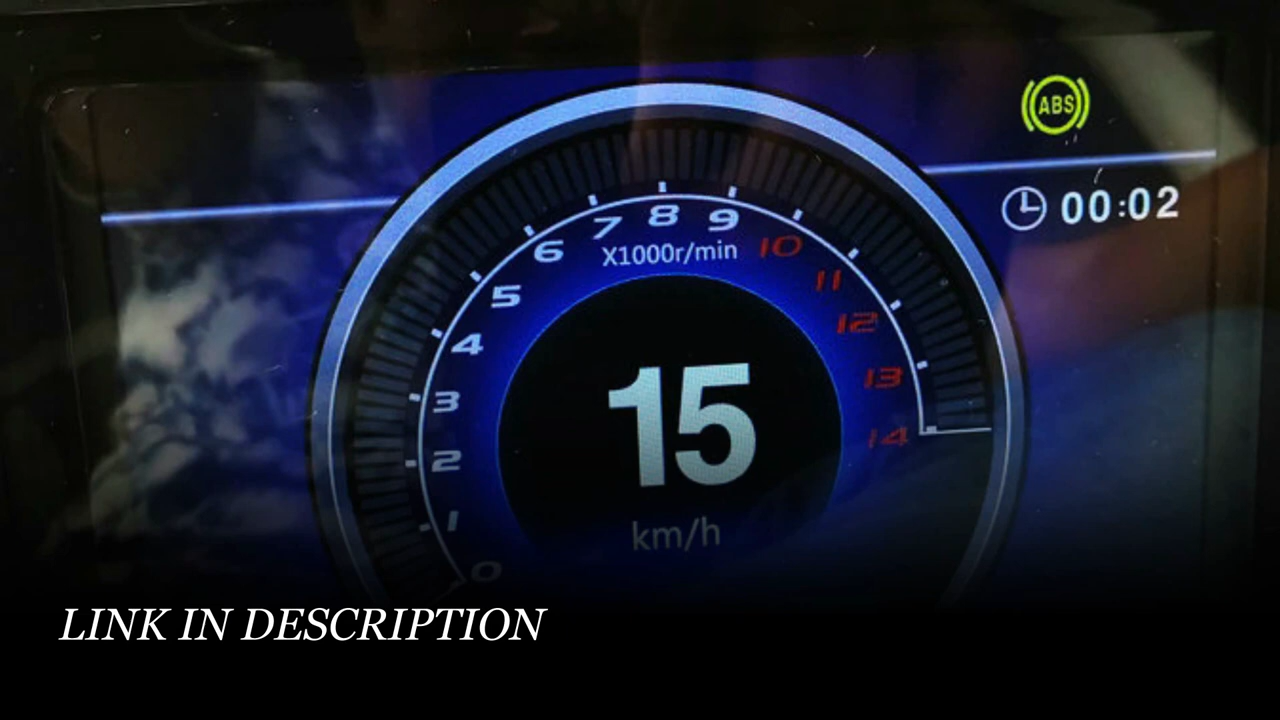 ABS
00:02
7 8 9
6 X1000r/min 10
5 11
4 12
3 13
2 14
1
0
15
km/h
LINK IN DESCRIPTION